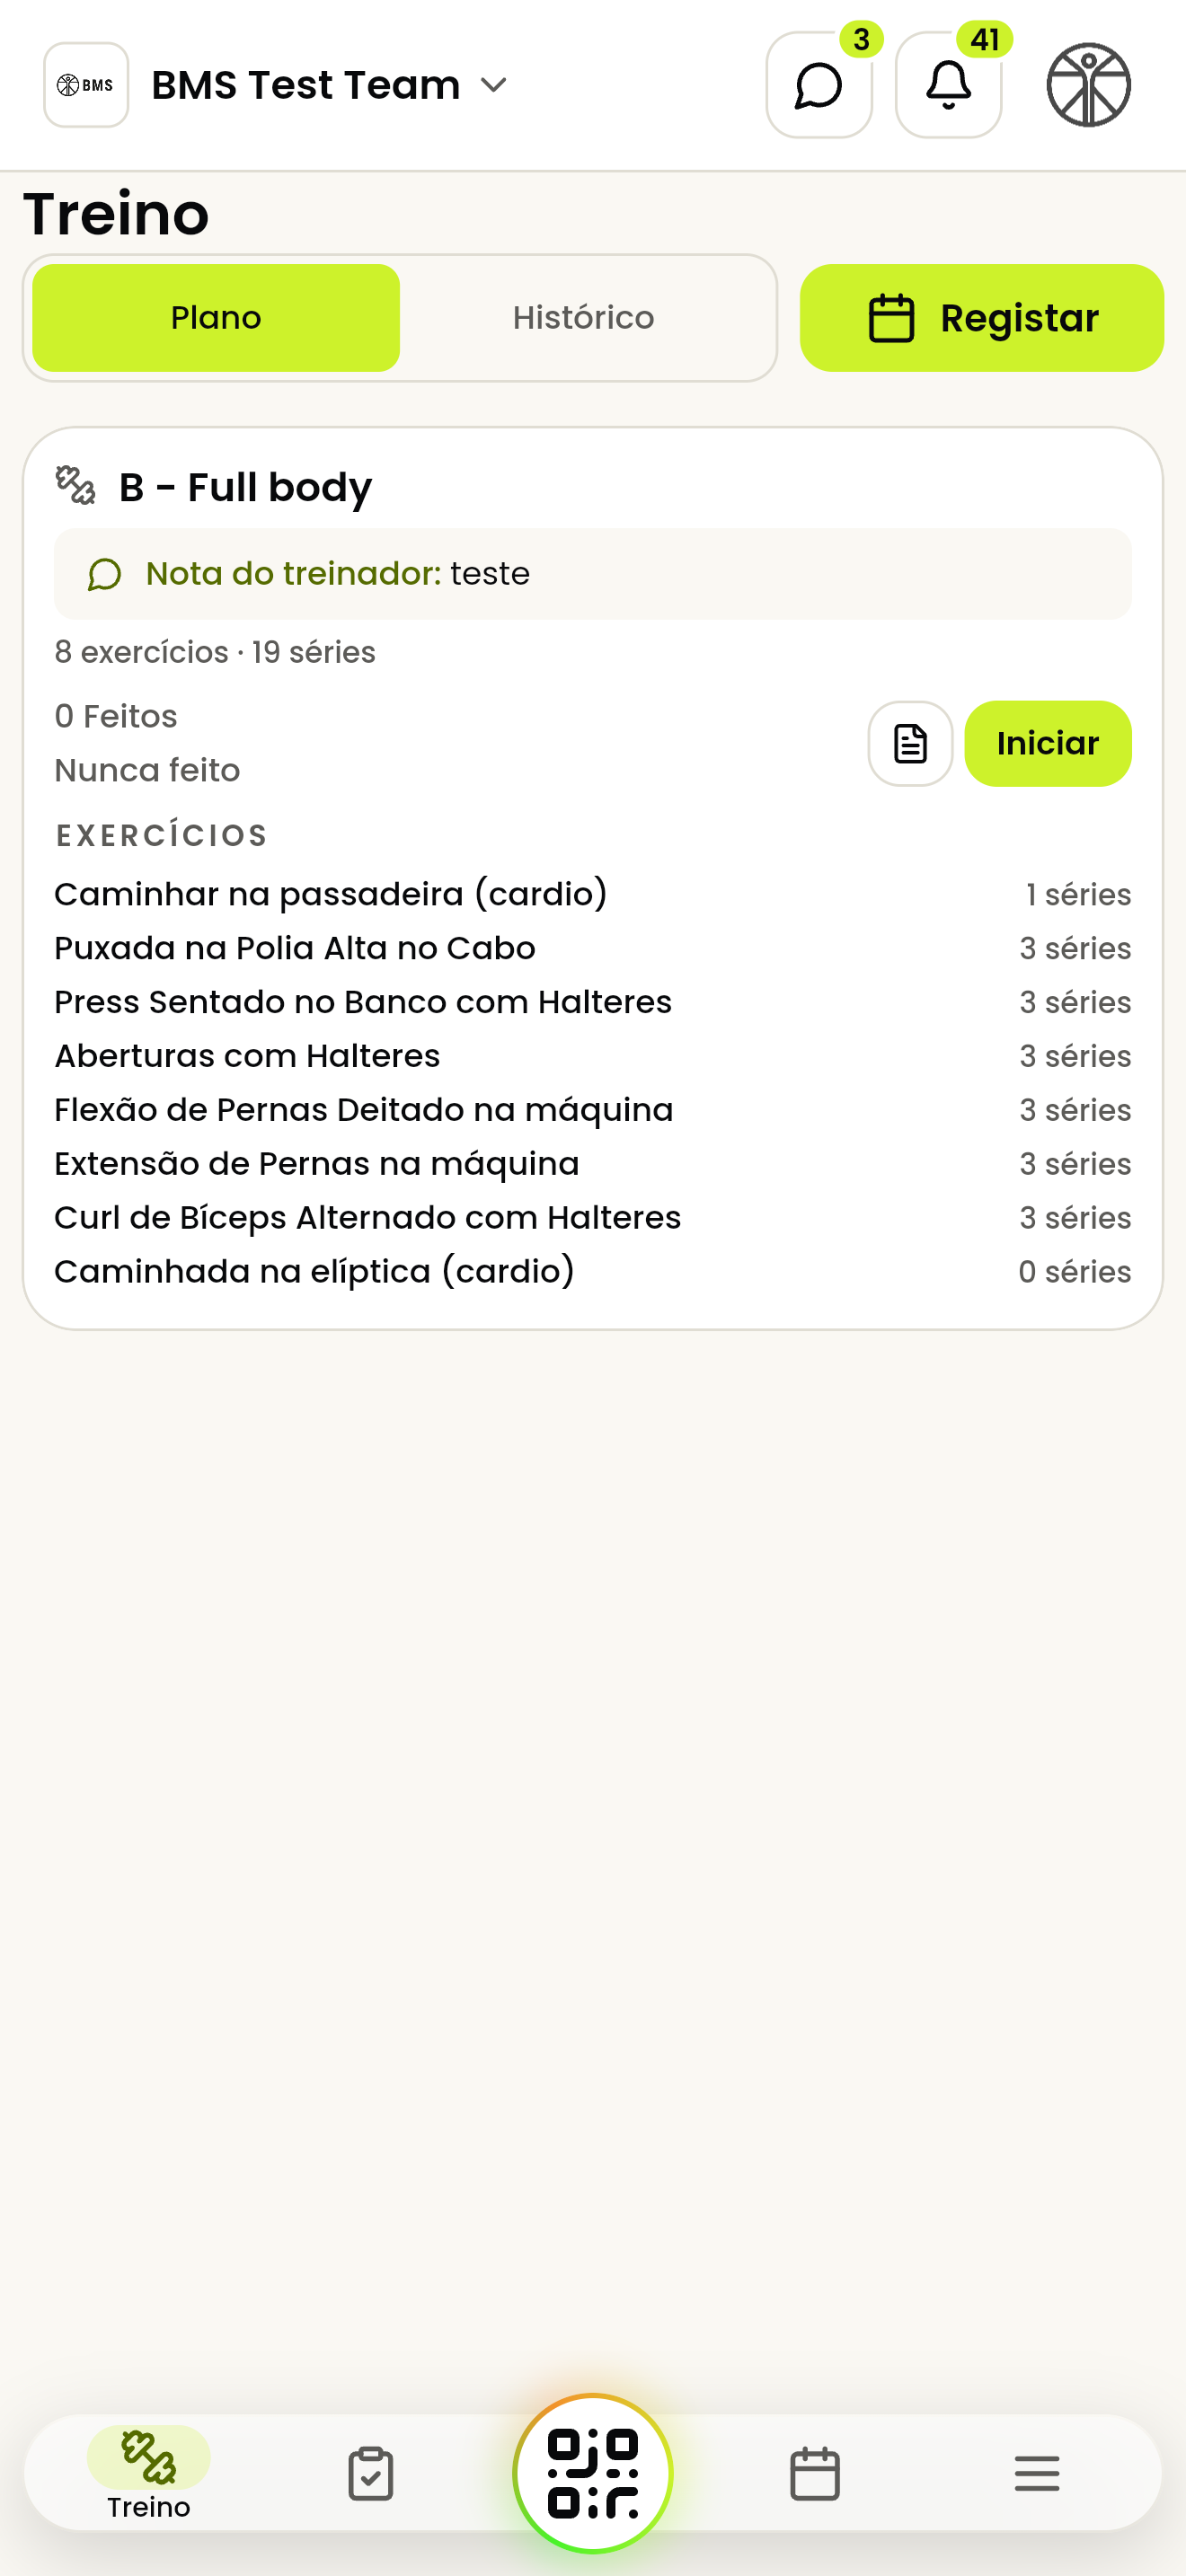 BMS
BMS Test Team
3
41
Treino
Plano
Histórico
Registar
B - Full body
Nota do treinador: teste
8 exercícios · 19 séries
0 Feitos
Nunca feito
Iniciar
EXERCÍCIOS
Caminhar na passadeira (cardio) 1 séries
Puxada na Polia Alta no Cabo 3 séries
Press Sentado no Banco com Halteres 3 séries
Aberturas com Halteres 3 séries
Flexão de Pernas Deitado na máquina 3 séries
Extensão de Pernas na máquina 3 séries
Curl de Bíceps Alternado com Halteres 3 séries
Caminhada na elíptica (cardio) 0 séries
Treino